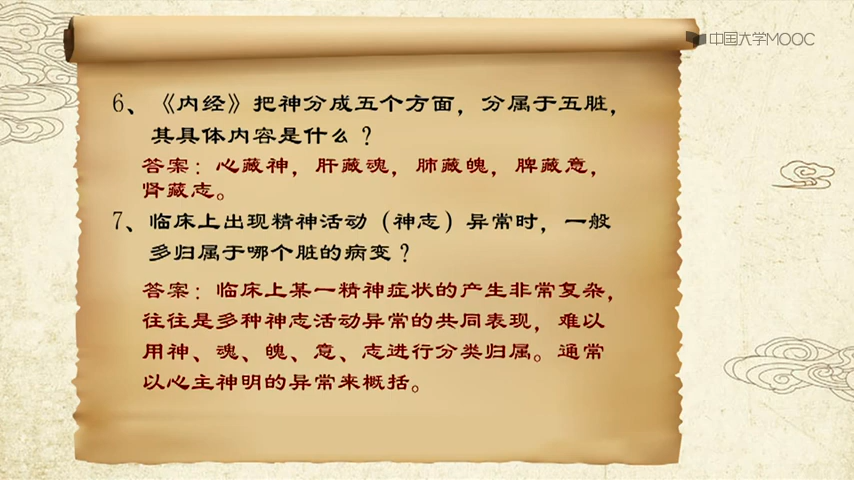 中国大学MOOC
6、《内经》把神分成五个方面，分属于五脏，
其具体内容是什么？
答案：心藏神，肝藏魂，肺藏魄，脾藏意，
肾藏志。
7、临床上出现精神活动（神志）异常时，一般
多归属于哪个脏的病变？
答案：临床上某一精神症状的产生非常复杂，
往往是多种神志活动异常的共同表现，难以
用神、魂、魄、意、志进行分类归属。通常
以心主神明的异常来概括。